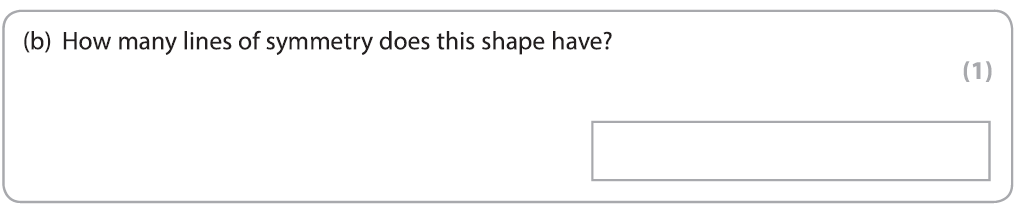 (b) How many lines of symmetry does this shape have?
(1)